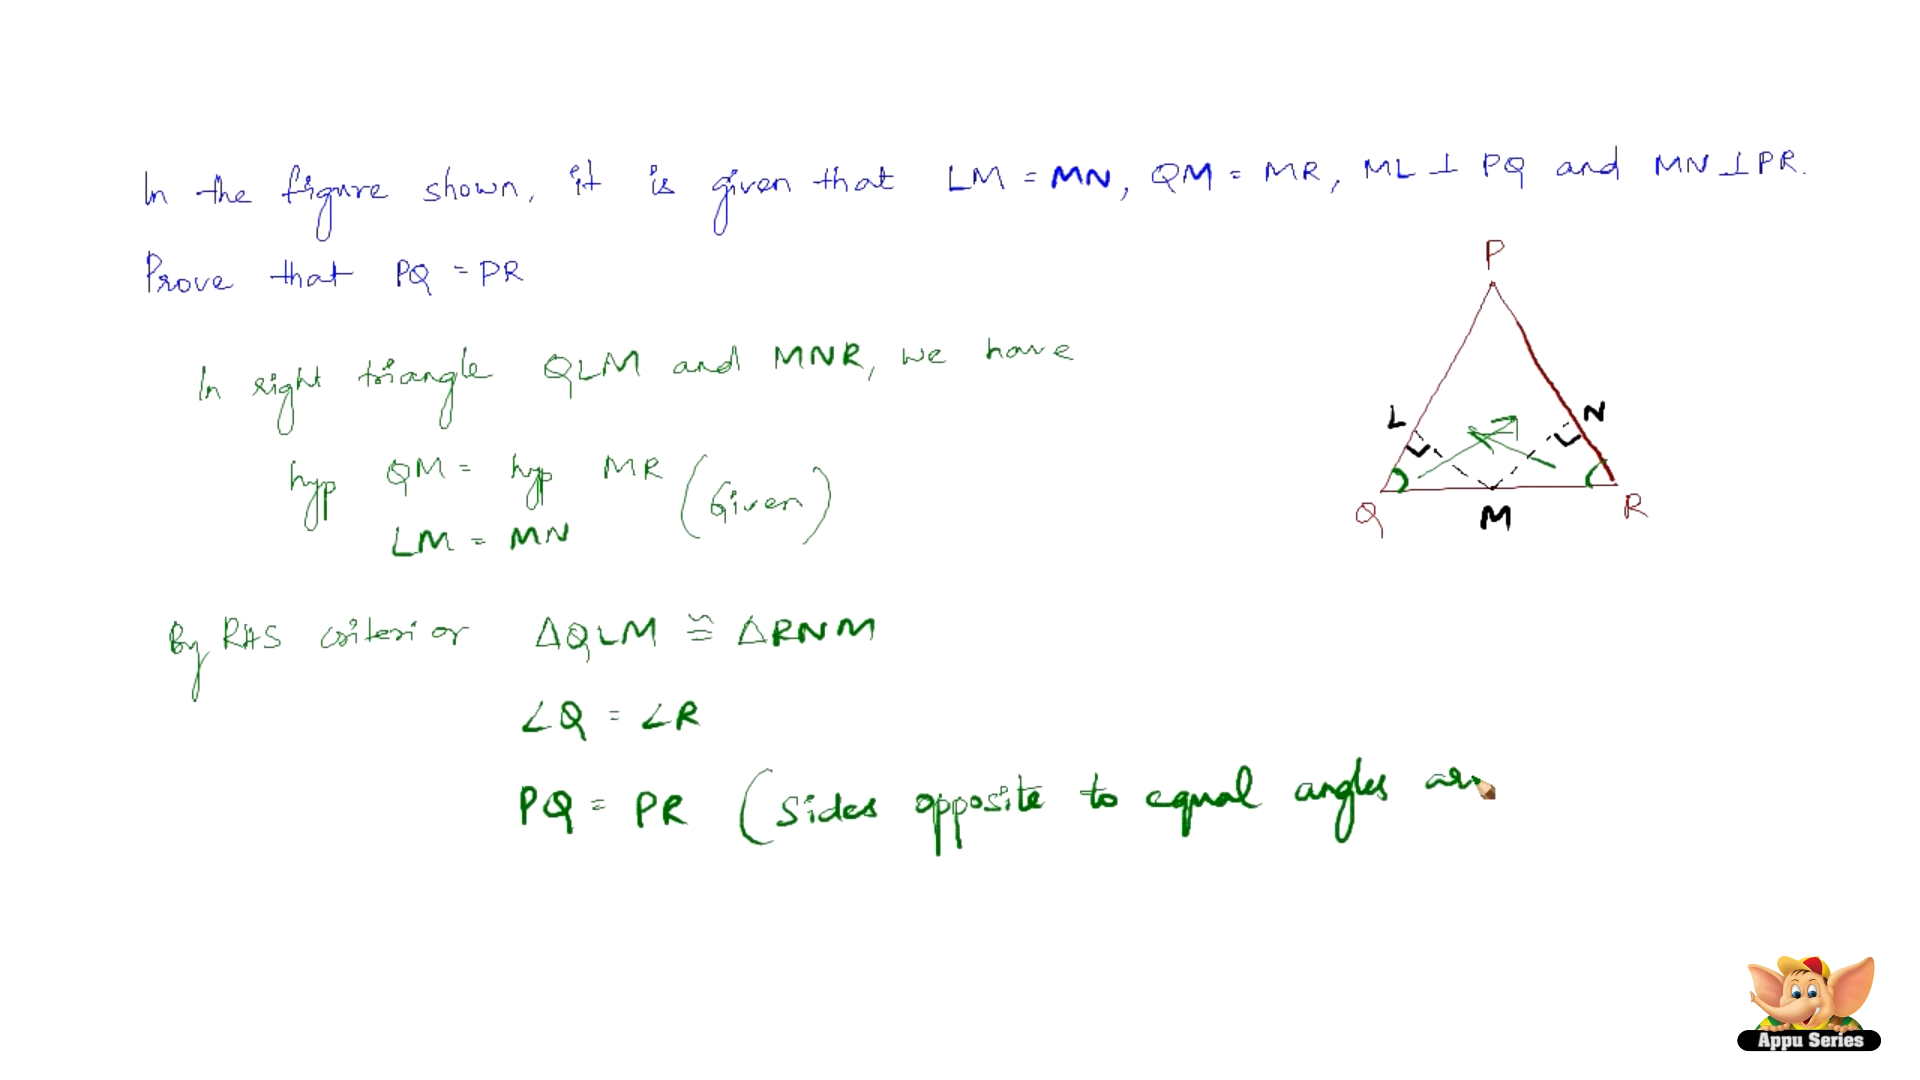 In the figure shown, it is given that LM = MN, QM = MR, ML ⊥ PQ and MN ⊥ PR.
Prove that PQ = PR
In right triangle QLM and MNR, we have
hyp QM = hyp MR (Given)
LM = MN
By RHS criterior ΔQLM ≅ ΔRNM
∠Q = ∠R
PQ = PR (Sides opposite to equal angles are
P
L
N
Q
M
R
Appu Series